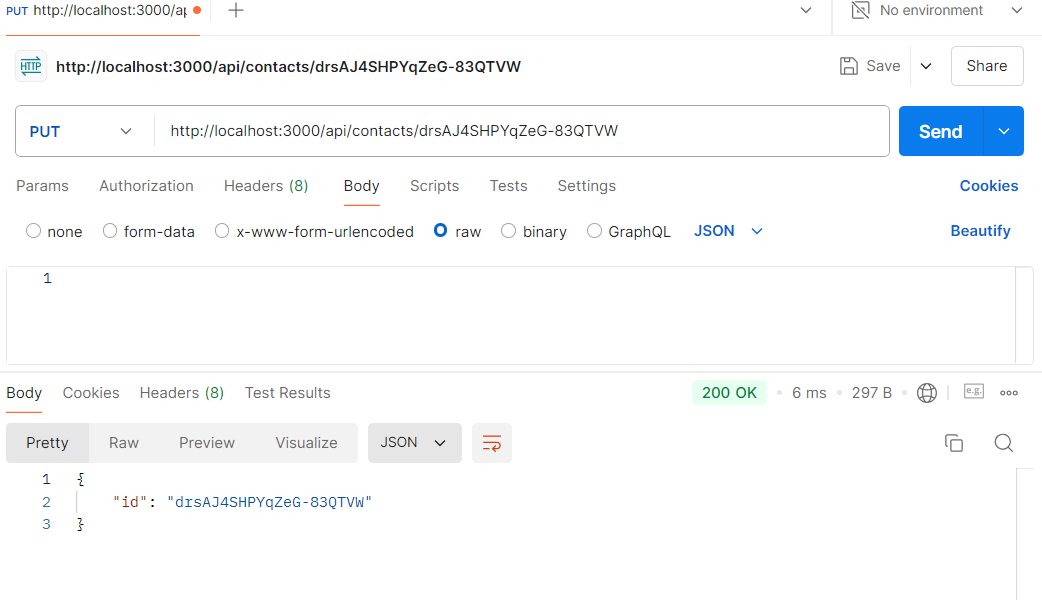 PUT http://localhost:3000/ap
No environment
HTTP http://localhost:3000/api/contacts/drsAJ4SHPYqZeG-83QTVW
Save Share
PUT http://localhost:3000/api/contacts/drsAJ4SHPYqZeG-83QTVW Send
Params Authorization Headers (8) Body Scripts Tests Settings Cookies
none form-data x-www-form-urlencoded raw binary GraphQL JSON Beautify
1
Body Cookies Headers (8) Test Results 200 OK 6 ms 297 B e.g.
Pretty Raw Preview Visualize JSON
1 {
2 "id": "drsAJ4SHPYqZeG-83QTVW"
3 }